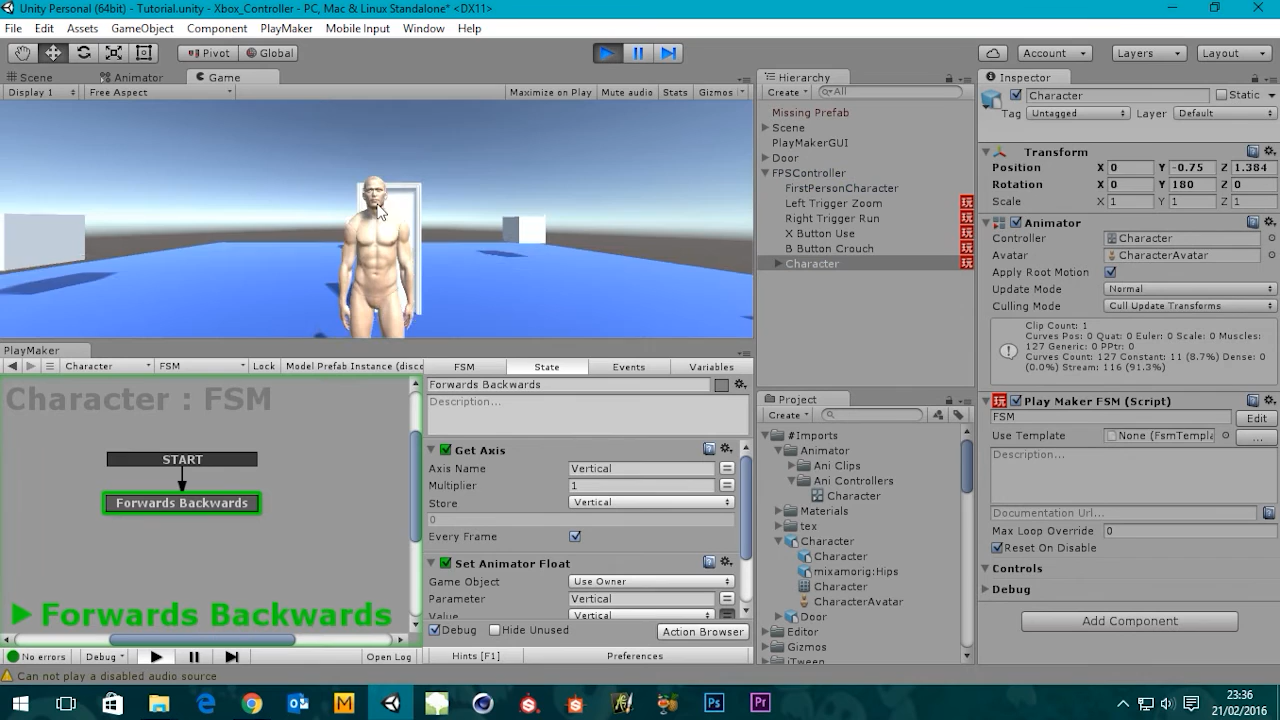 Unity Personal (64bit) - Tutorial.unity - Xbox_Controller - PC, Mac & Linux Standalone* <DX11>
File Edit Assets GameObject Component PlayMaker Mobile Input Window Help
Pivot Global Account Layers Layout
Scene Animator Game
Display 1 Free Aspect Maximize on Play Mute audio Stats Gizmos
Hierarchy
Create All
Missing Prefab
Scene
PlayMakerGUI
Door
FPSController
FirstPersonCharacter
Left Trigger Zoom 玩
Right Trigger Run 玩
X Button Use 玩
B Button Crouch 玩
Character 玩
Inspector
Character Static
Tag Untagged Layer Default
Transform
Position X 0 Y -0.75 Z 1.384
Rotation X 0 Y 180 Z 0
Scale X 1 Y 1 Z 1
Animator
Controller Character
Avatar CharacterAvatar
Apply Root Motion
Update Mode Normal
Culling Mode Cull Update Transforms
Clip Count: 1
Curves Pos: 0 Quat: 0 Euler: 0 Scale: 0 Muscles:
127 Generic: 0 PPtr: 0
Curves Count: 127 Constant: 11 (8.7%) Dense: 0
(0.0%) Stream: 116 (91.3%)
玩 Play Maker FSM (Script)
FSM Edit
Use Template None (FsmTempla ...
Description...
Documentation Url...
Max Loop Override 0
Reset On Disable
Controls
Debug
Add Component
PlayMaker
Character FSM Lock Model Prefab Instance (disc
Character : FSM
START
Forwards Backwards
Forwards Backwards
FSM State Events Variables
Forwards Backwards
Description...
Get Axis
Axis Name Vertical
Multiplier 1
Store Vertical
0
Every Frame
Set Animator Float
Game Object Use Owner
Parameter Vertical
Value Vertical
Debug Hide Unused Action Browser
No errors Debug Open Log Hints [F1] Preferences
Project
Create
#Imports
Animator
Ani Clips
Ani Controllers
Character
Materials
tex
Character
Character
mixamorig:Hips
Character
CharacterAvatar
Door
Editor
Gizmos
iTween
Can not play a disabled audio source
23:36
21/02/2016